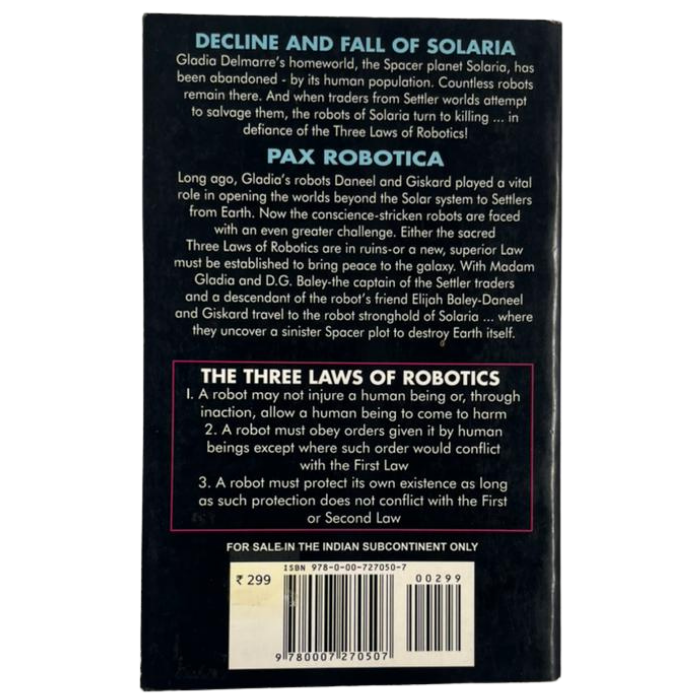 DECLINE AND FALL OF SOLARIA
Gladia Delmarre's homeworld, the Spacer planet Solaria, has
been abandoned - by its human population. Countless robots
remain there. And when traders from Settler worlds attempt
to salvage them, the robots of Solaria turn to killing ... in
defiance of the Three Laws of Robotics!
PAX ROBOTICA
Long ago, Gladia's robots Daneel and Giskard played a vital
role in opening the worlds beyond the Solar system to Settlers
from Earth. Now the conscience-stricken robots are faced
with an even greater challenge. Either the sacred
Three Laws of Robotics are in ruins-or a new, superior Law
must be established to bring peace to the galaxy. With Madam
Gladia and D.G. Baley-the captain of the Settler traders
and a descendant of the robot's friend Elijah Baley-Daneel
and Giskard travel to the robot stronghold of Solaria ... where
they uncover a sinister Spacer plot to destroy Earth itself.
THE THREE LAWS OF ROBOTICS
1. A robot may not injure a human being or, through
inaction, allow a human being to come to harm
2. A robot must obey orders given it by human
beings except where such order would conflict
with the First Law
3. A robot must protect its own existence as long
as such protection does not conflict with the First
or Second Law
FOR SALE IN THE INDIAN SUBCONTINENT ONLY
ISBN 978-0-00-727050-7
₹ 299
00299
9 780007 270507